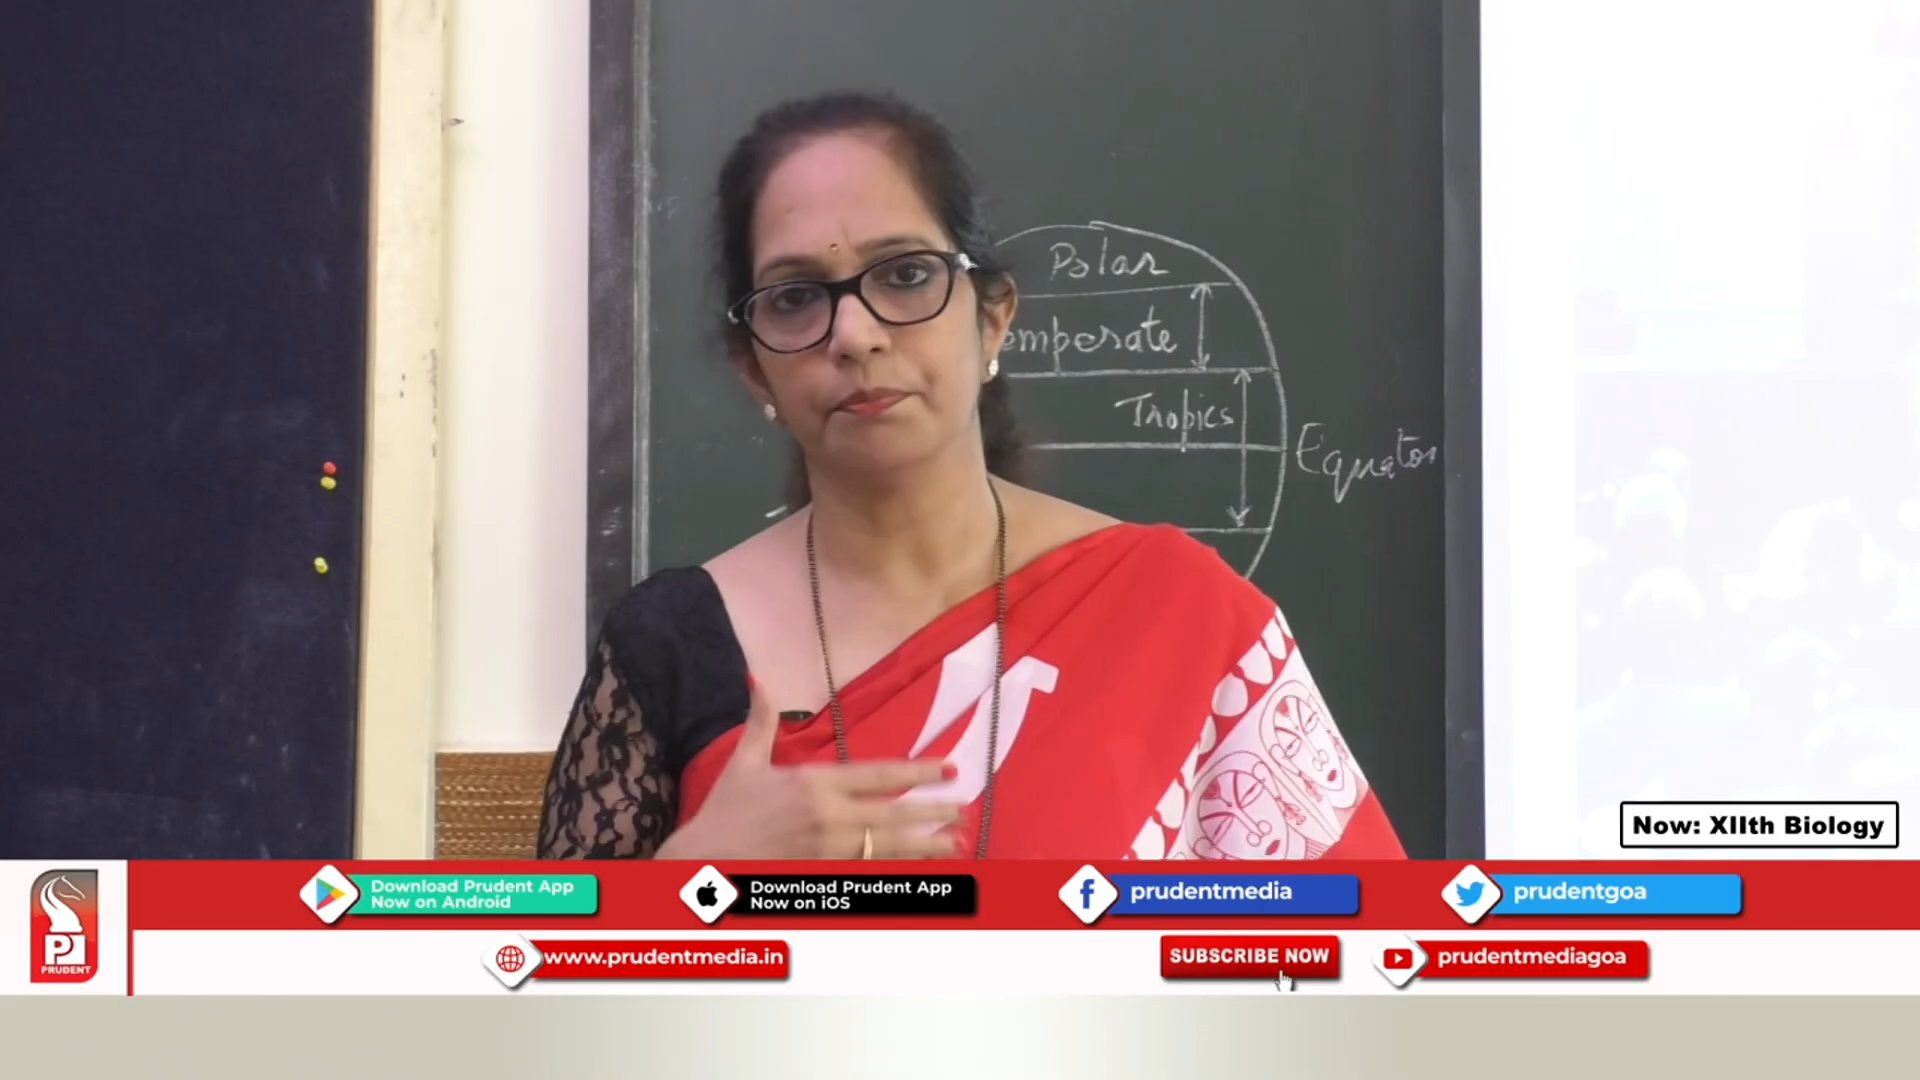 Polar
emperate
Tropics
Equator
Now: XIIth Biology
Download Prudent App
Now on Android
Download Prudent App
Now on iOS
prudentmedia
prudentgoa
PRUDENT
www.prudentmedia.in
SUBSCRIBE NOW
prudentmediagoa